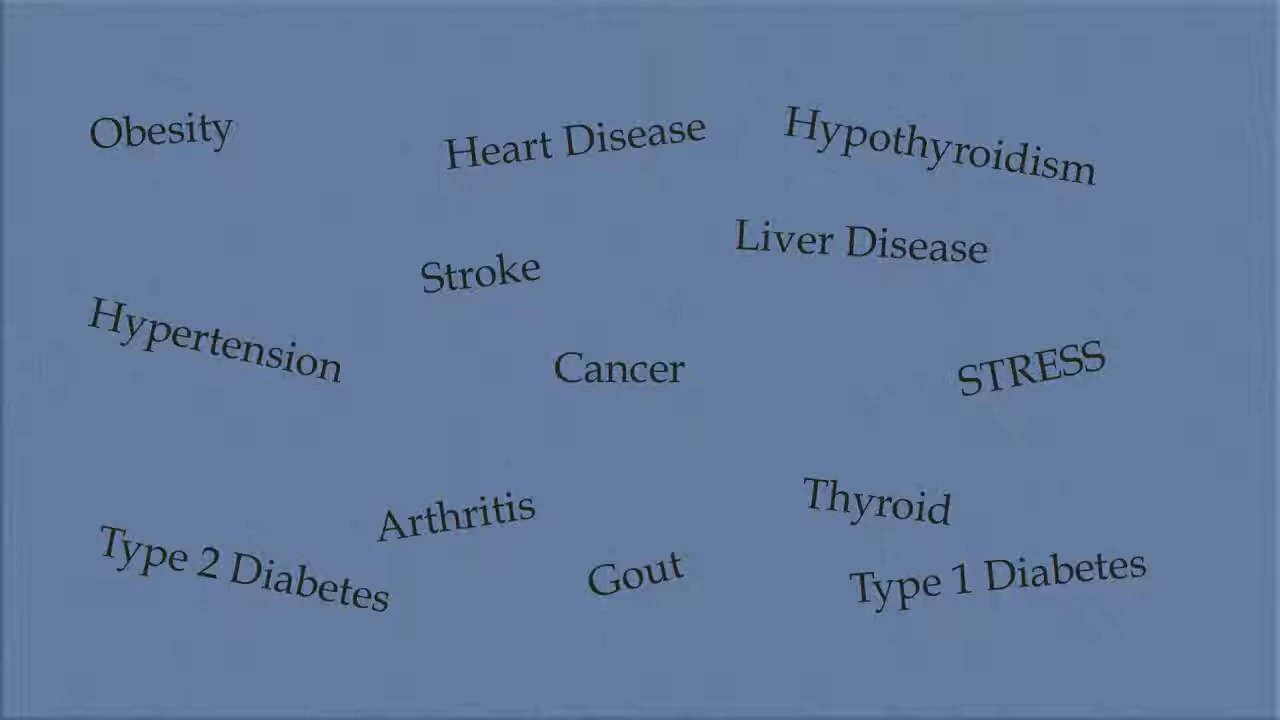 Obesity
Heart Disease
Hypothyroidism
Liver Disease
Stroke
Hypertension
Cancer
STRESS
Arthritis
Thyroid
Type 2 Diabetes
Gout
Type 1 Diabetes